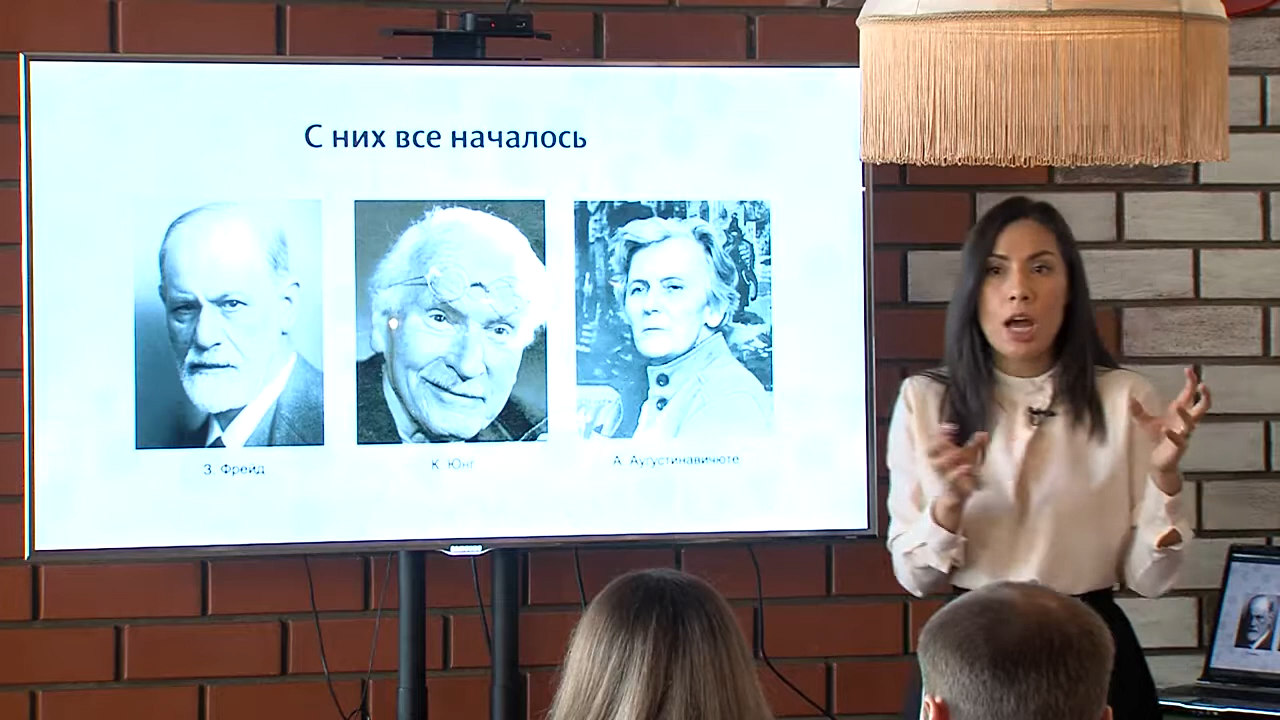 С них все началось
З. Фрейд
К. Юнг
А. Аугустинавичюте